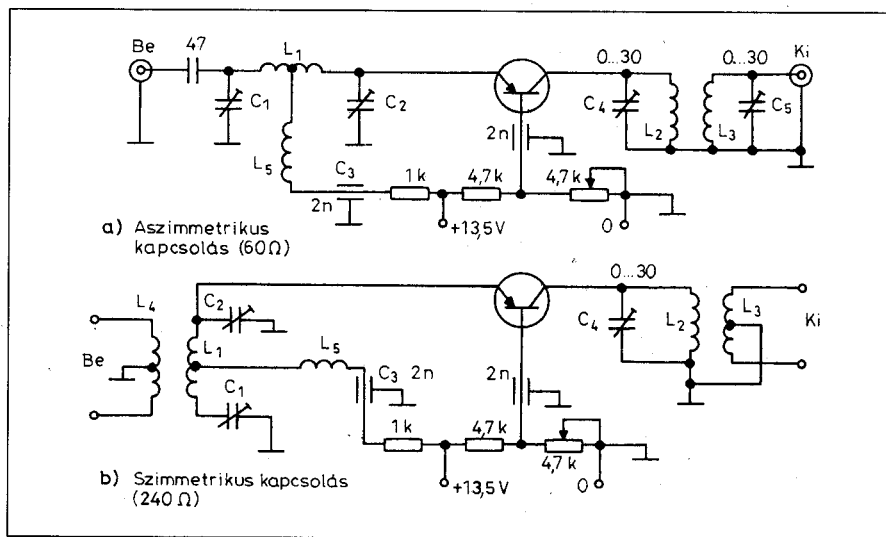 Be
47
L1
0...30
0...30
Ki
C1
C2
C4
L2
L3
C5
2n
L5
C3
2n
1k
4,7k
4,7k
+13,5V
0
a) Aszimmetrikus
kapcsolás (60Ω)
L4
C2
0...30
Be
L1
L5
C4
L2
L3
Ki
C3
2n
2n
C1
1k
4,7k
4,7k
+13,5V
0
b) Szimmetrikus kapcsolás
(240Ω)